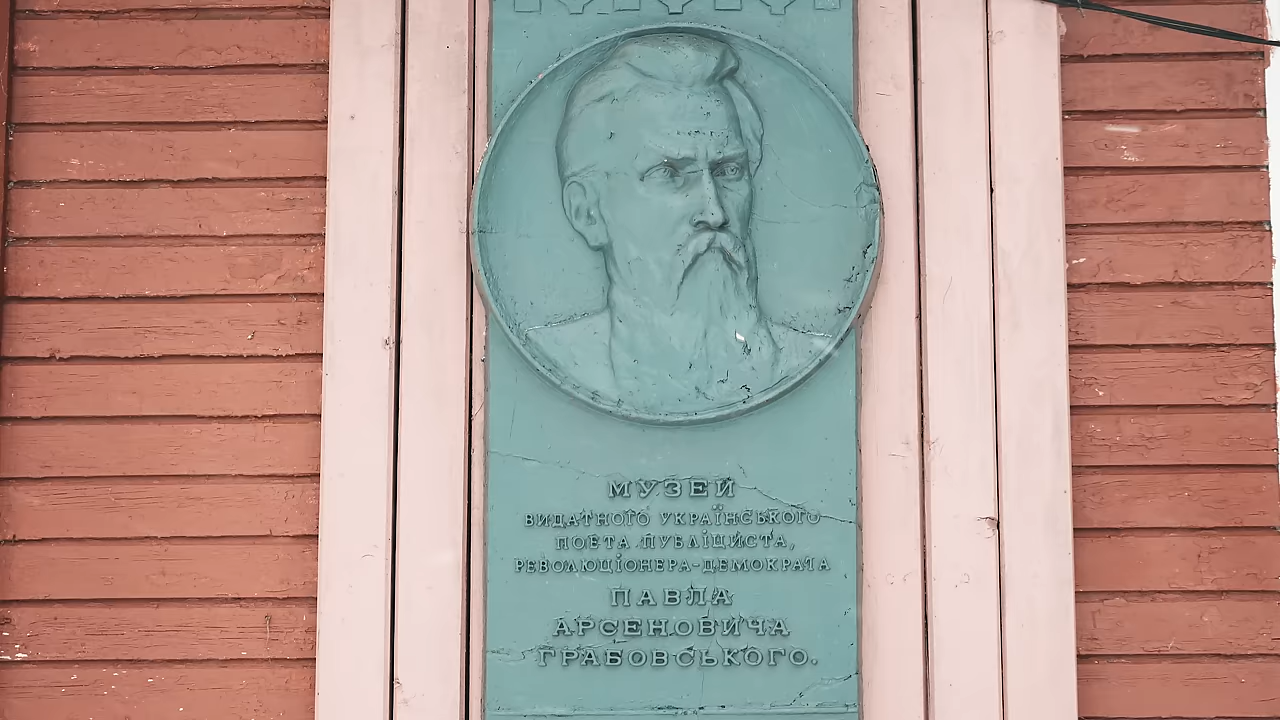 МУЗЕЙ
ВИДАТНОГО УКРАЇНСЬКОГО
ПОЕТА ПУБЛІЦИСТА,
РЕВОЛЮЦІОНЕРА-ДЕМОКРАТА
ПАВЛА
АРСЕНОВИЧА
ГРАБОВСЬКОГО.